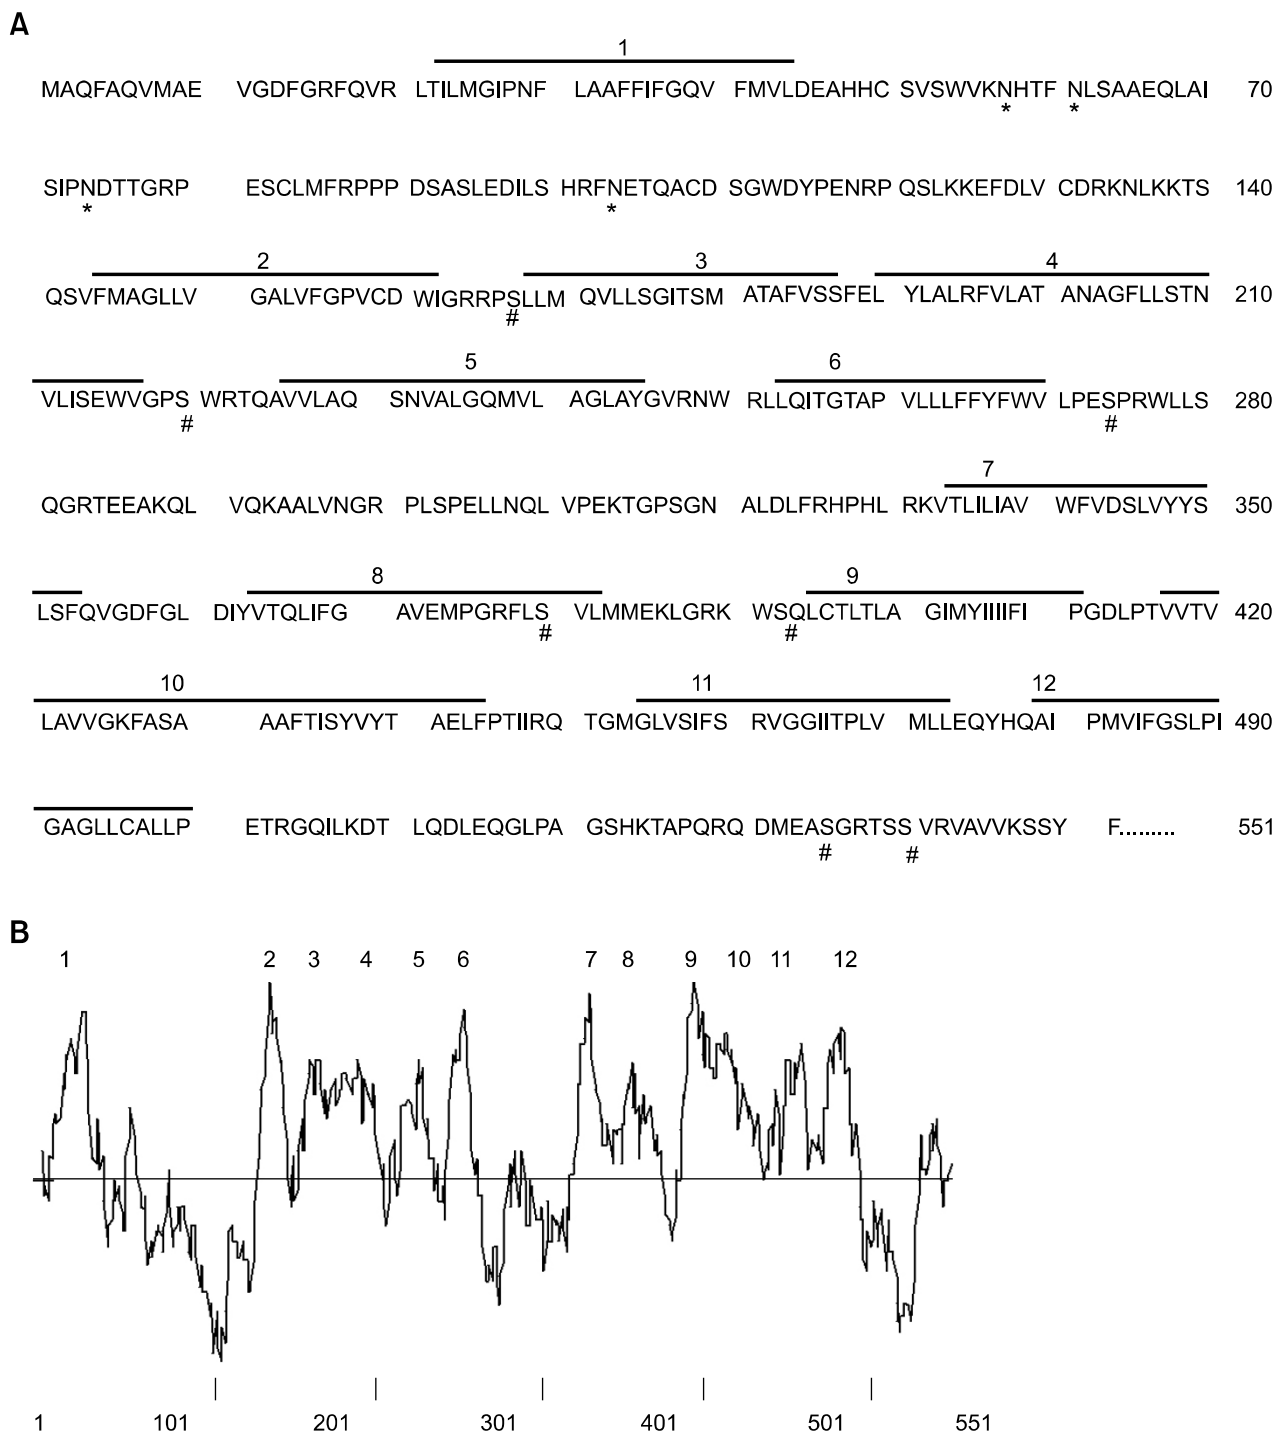 A
1
MAQFAQVMAE VGDFGRFQVR LTILMGIPNF LAAFFIFGQV FMVLDEAHHC SVSWVKNHTF NLSAAEQLAI 70
* *
SIPNDTTGRP ESCLMFRPPP DSASLEDILS HRFNETQACD SGWDYPENRP QSLKKEFDLV CDRKNLKKTS 140
* *
2 3 4
QSVFMAGLLV GALVFGPVCD WIGRRPSLLM QVLLSGITSM ATAFVSSFEL YLALRFVLAT ANAGFLLSTN 210
#
5 6
VLISEWVGPS WRTQAVVLAQ SNVALGQMVL AGLAYGVRNW RLLQITGTAP VLLLFFYFWV LPESPRWLLS 280
# #
7
QGRTEEAKQL VQKAALVNGR PLSPELLNQL VPEKTGPSGN ALDLFRHPHL RKVTLILIAV WFVDSLVYYS 350
8 9
LSFQVGDFGL DIYVTQLIFG AVEMPGRFLS VLMMEKLGRK WSQLCTLTLA GIMYIIIIFI PGDLPTVVTV 420
# #
10 11 12
LAVVGKFASA AAFTISYVYT AELFPTIIRQ TGMGLVSIFS RVGGIITPLV MLLEQYHQAI PMVIFGSLPI 490
GAGLLCALLP ETRGQILKDT LQDLEQGLPA GSHKTAPQRQ DMEASGRTSS VRVAVVKSSY F......... 551
# #
B
1 2 3 4 5 6 7 8 9 10 11 12
1 101 201 301 401 501 551